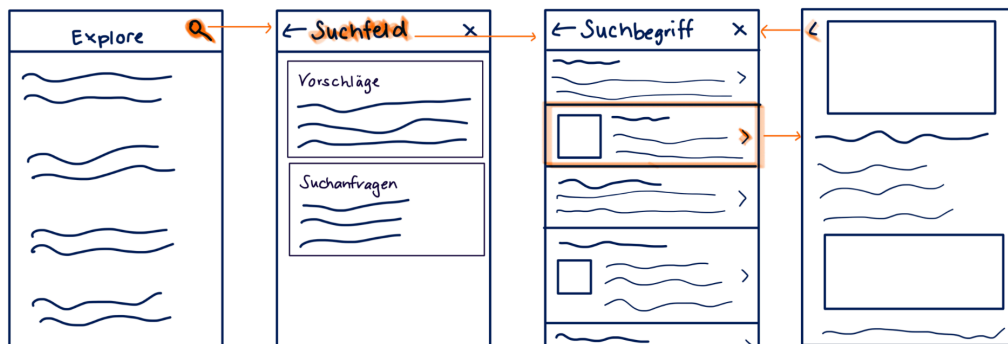 Explore
Suchfeld
Vorschläge
Suchanfragen
Suchbegriff